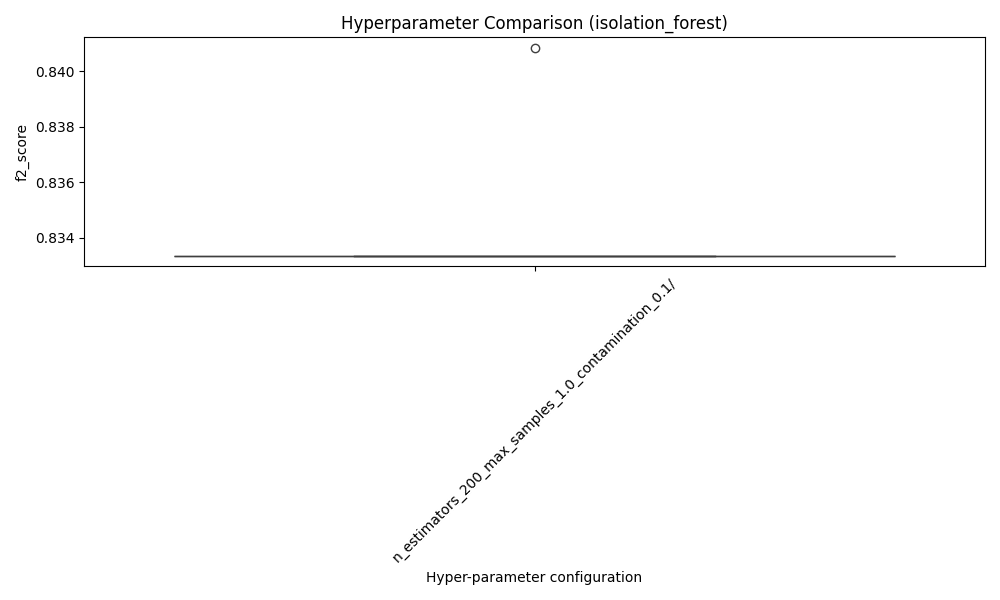 Hyperparameter Comparison (isolation_forest)
0.840
0.838
0.836
0.834
f2_score
n_estimators_200_max_samples_1.0_contamination_0.1/
Hyper-parameter configuration